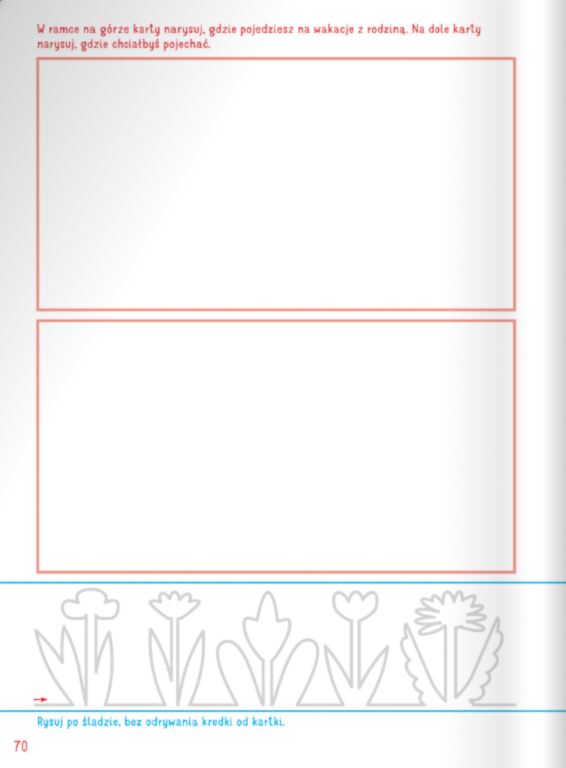 W ramce na górze karty narysuj, gdzie pojedziesz na wakacje z rodziną. Na dole karty
narysuj, gdzie chciałbyś pojechać.
Rysuj po śladzie, bez odrywania kredki od kartki.
70